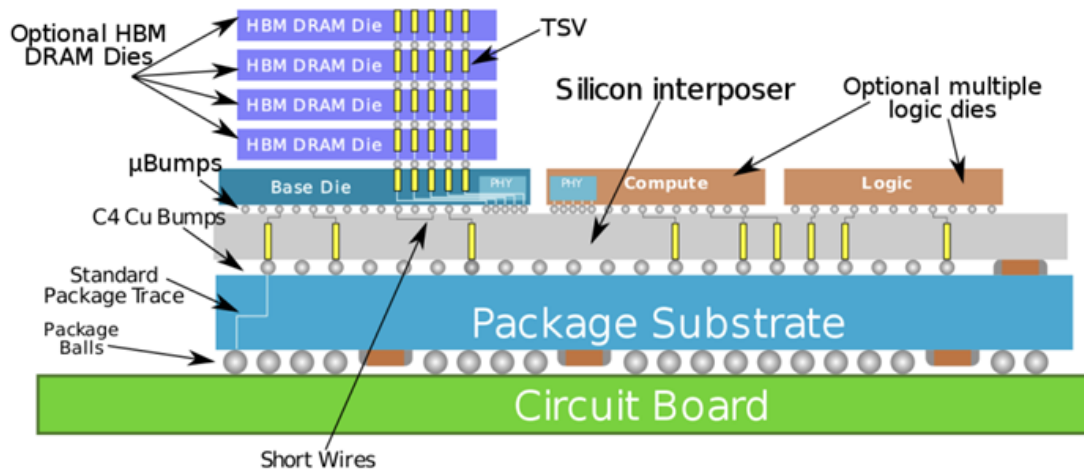 Optional HBM
DRAM Dies
HBM DRAM Die
HBM DRAM Die
HBM DRAM Die
HBM DRAM Die
TSV
Silicon interposer
Optional multiple
logic dies
μBumps
Base Die
PHY
PHY
Compute
Logic
C4 Cu Bumps
Standard
Package Trace
Package
Balls
Package Substrate
Circuit Board
Short Wires